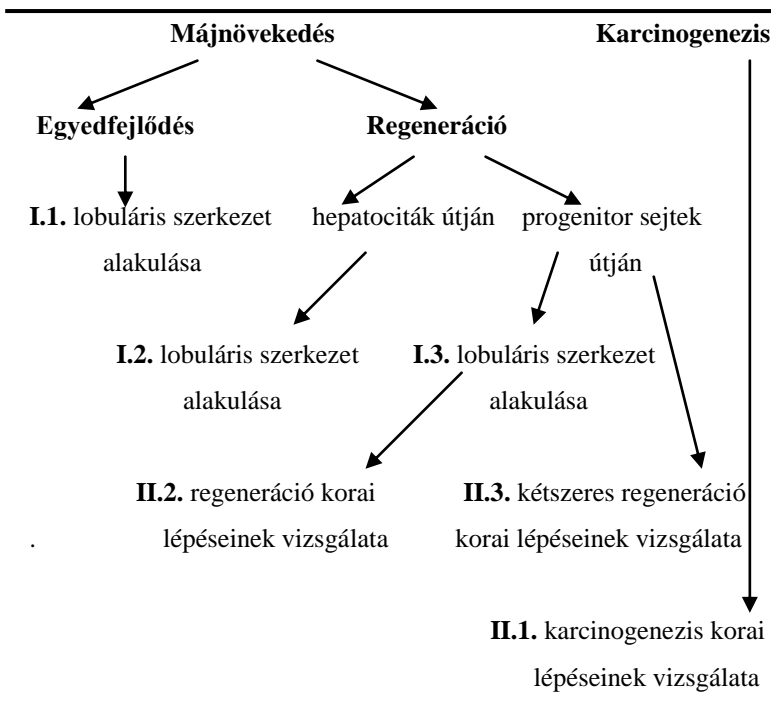 Májnövekedés Karcinogenezis
Egyedfejlődés Regeneráció
I.1. lobuláris szerkezet alakulása
hepatociták útján
progenitor sejtek útján
I.2. lobuláris szerkezet
alakulása
I.3. lobuláris szerkezet
alakulása
II.2. regeneráció korai
. lépéseinek vizsgálata
II.3. kétszeres regeneráció
korai lépéseinek vizsgálata
II.1. karcinogenezis korai
lépéseinek vizsgálata